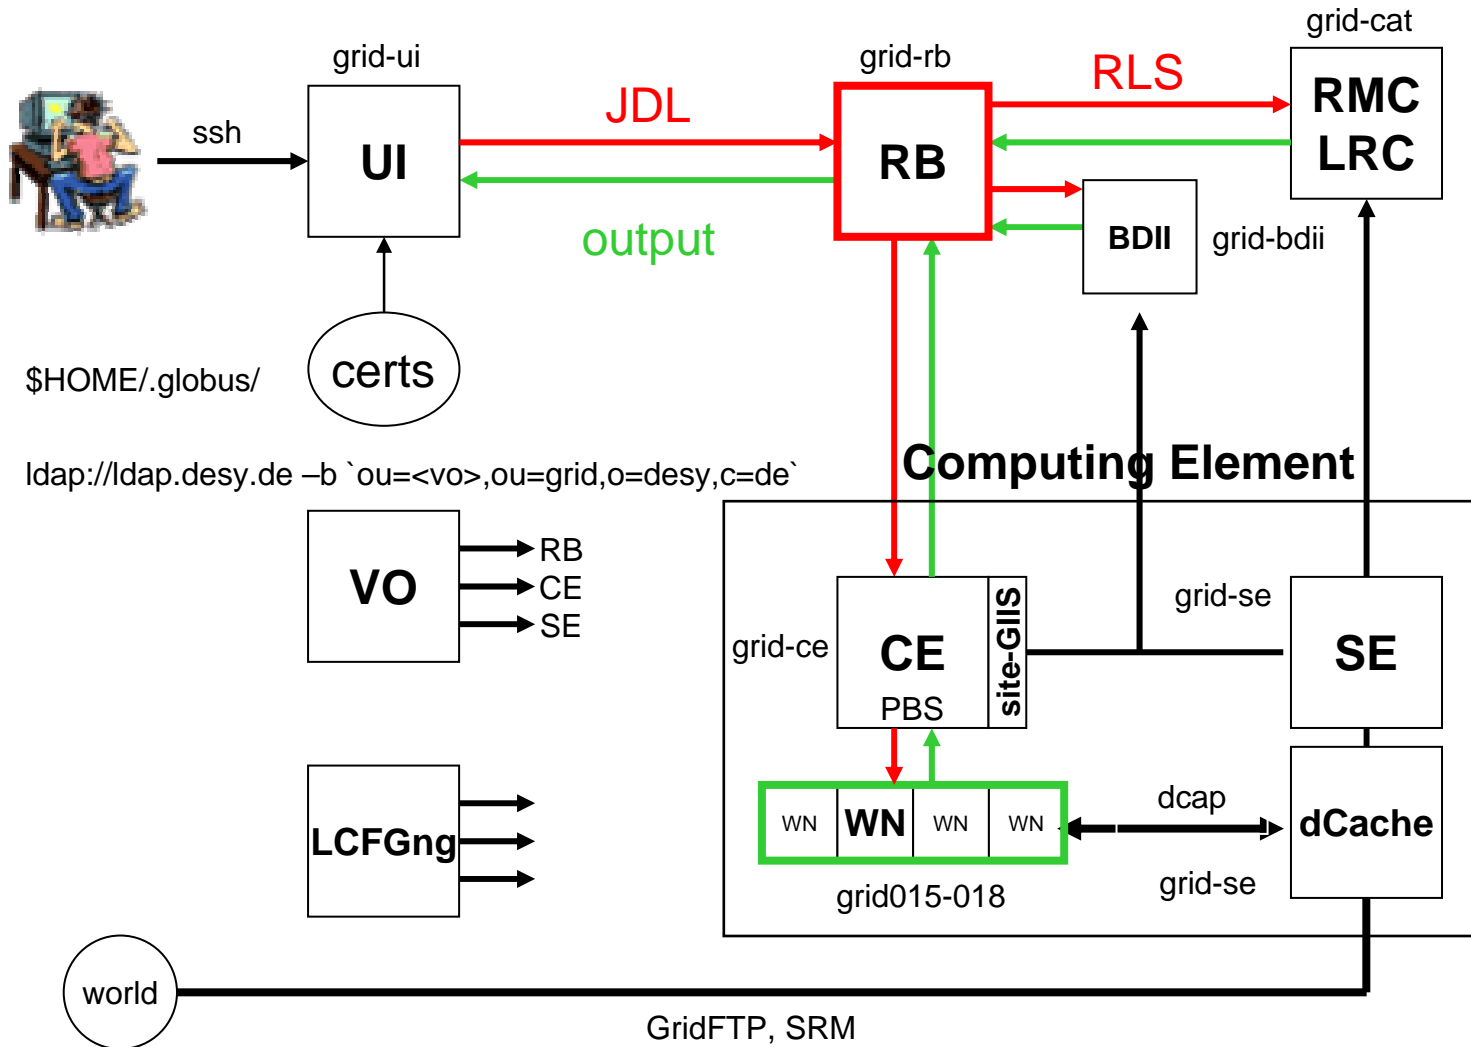 grid-cat
grid-ui
grid-rb
RLS
RMC
LRC
JDL
ssh
UI
RB
output
BDII
grid-bdii
certs
$HOME/.globus/
ldap://ldap.desy.de –b `ou=<vo>,ou=grid,o=desy,c=de`
Computing Element
VO
RB
CE
SE
grid-ce
CE
PBS
site-GIIS
grid-se
SE
LCFGng
WN
WN
WN
WN
dcap
dCache
grid015-018
grid-se
world
GridFTP, SRM